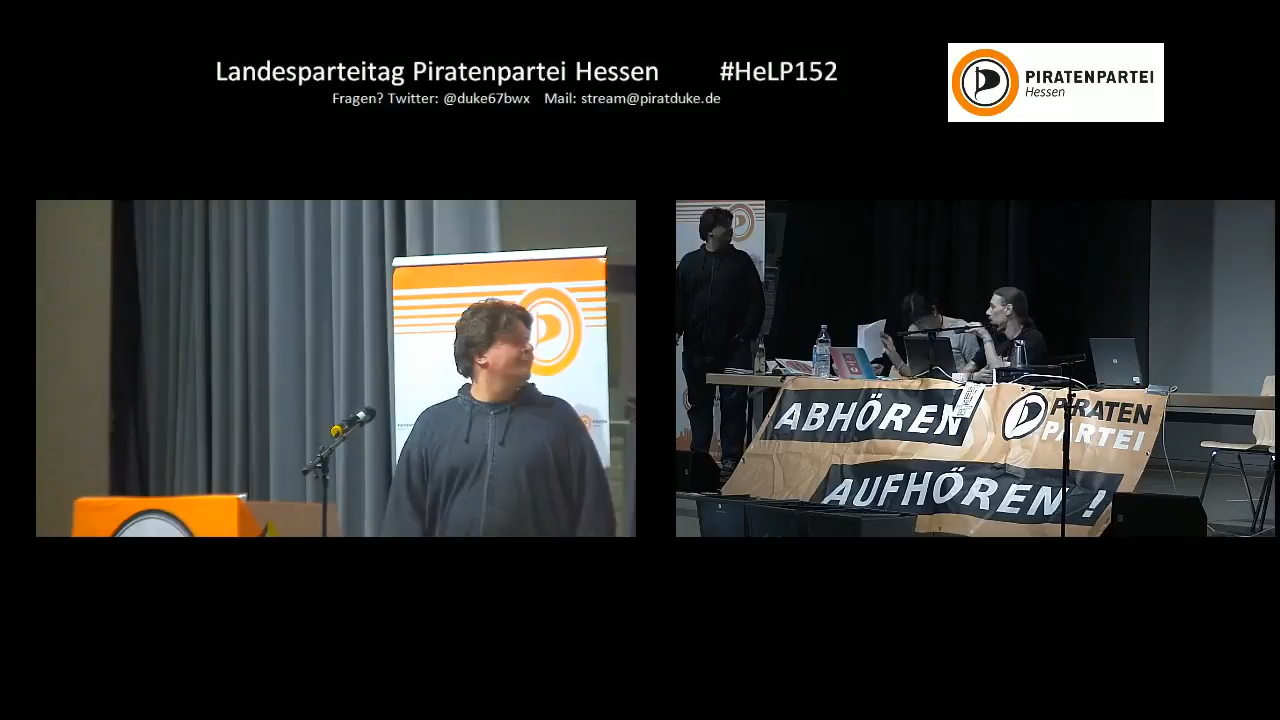 Landesparteitag Piratenpartei Hessen #HeLP152
Fragen? Twitter: @duke67bwx Mail: stream@piratduke.de
PIRATENPARTEI
Hessen
ABHÖREN
PIRATEN
PARTEI
AUFHÖREN !